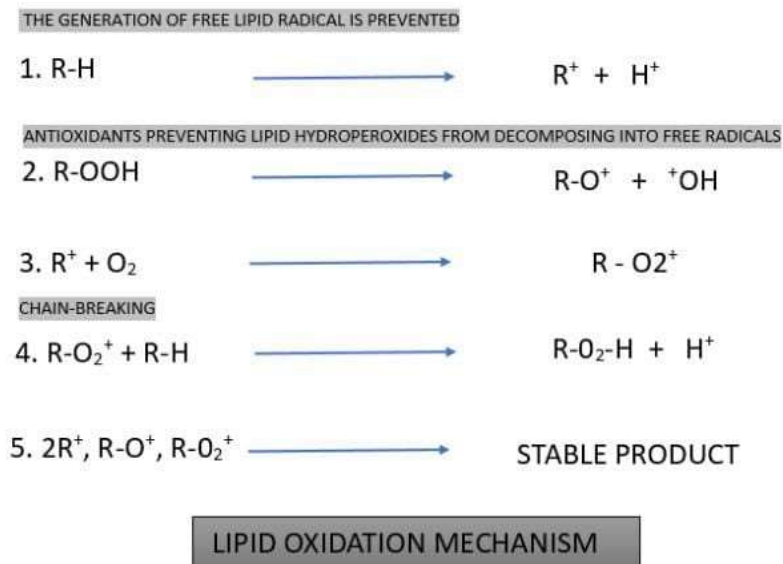 THE GENERATION OF FREE LIPID RADICAL IS PREVENTED
1. R-H R⁺ + H⁺
ANTIOXIDANTS PREVENTING LIPID HYDROPEROXIDES FROM DECOMPOSING INTO FREE RADICALS
2. R-OOH R-O⁺ + ⁺OH
3. R⁺ + O₂ R - O2⁺
CHAIN-BREAKING
4. R-O₂⁺ + R-H R-0₂-H + H⁺
5. 2R⁺, R-O⁺, R-0₂⁺ STABLE PRODUCT
LIPID OXIDATION MECHANISM